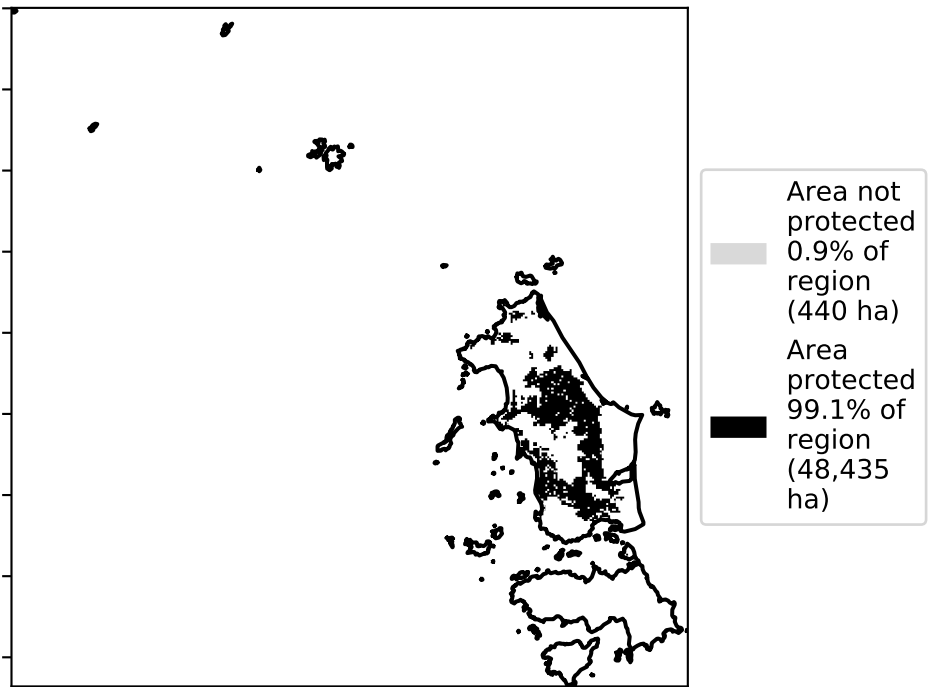 Area not
protected
0.9% of
region
(440 ha)
Area
protected
99.1% of
region
(48,435
ha)